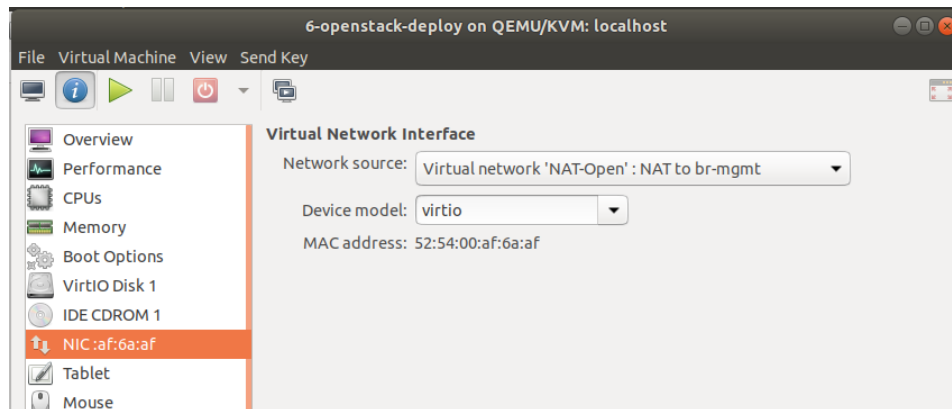 6-openstack-deploy on QEMU/KVM: localhost
File Virtual Machine View Send Key
Overview
Performance
CPUs
Memory
Boot Options
VirtIO Disk 1
IDE CDROM 1
NIC :af:6a:af
Tablet
Mouse
Virtual Network Interface
Network source: Virtual network 'NAT-Open' : NAT to br-mgmt
Device model: virtio
MAC address: 52:54:00:af:6a:af